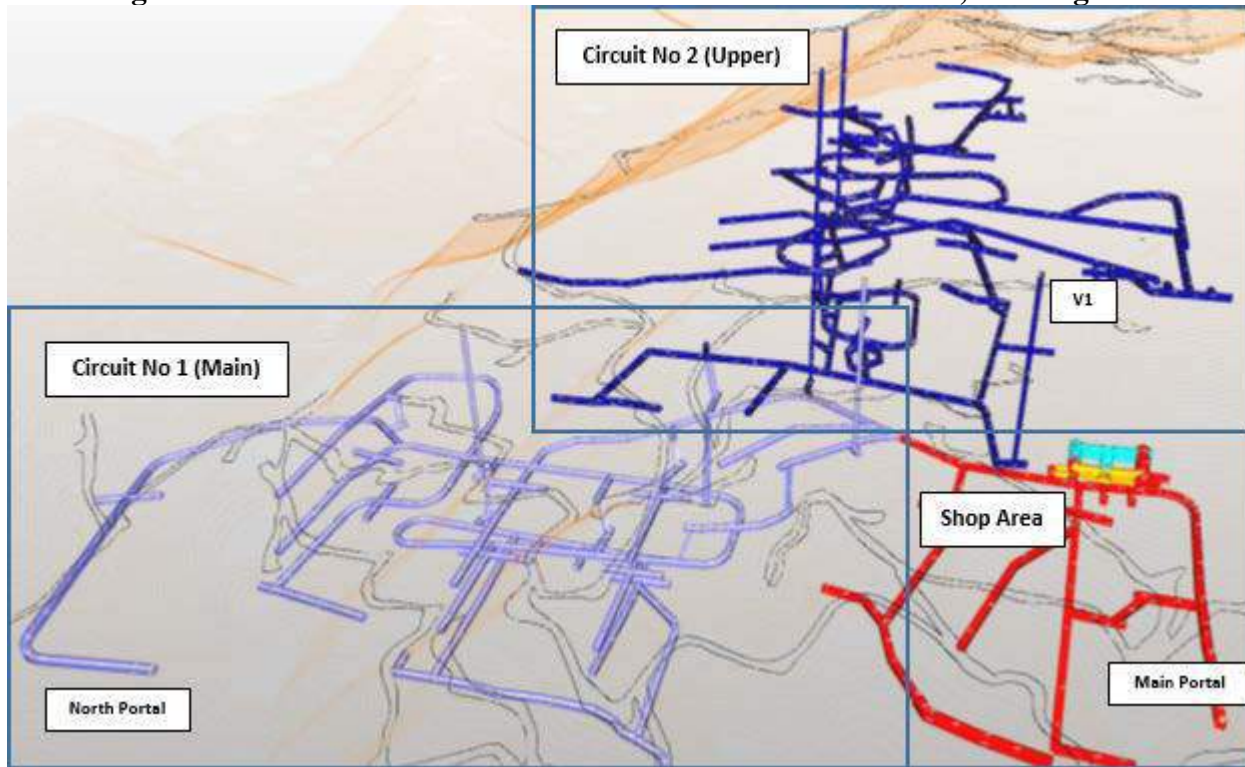 Circuit No 2 (Upper)
V1
Circuit No 1 (Main)
Shop Area
Main Portal
North Portal